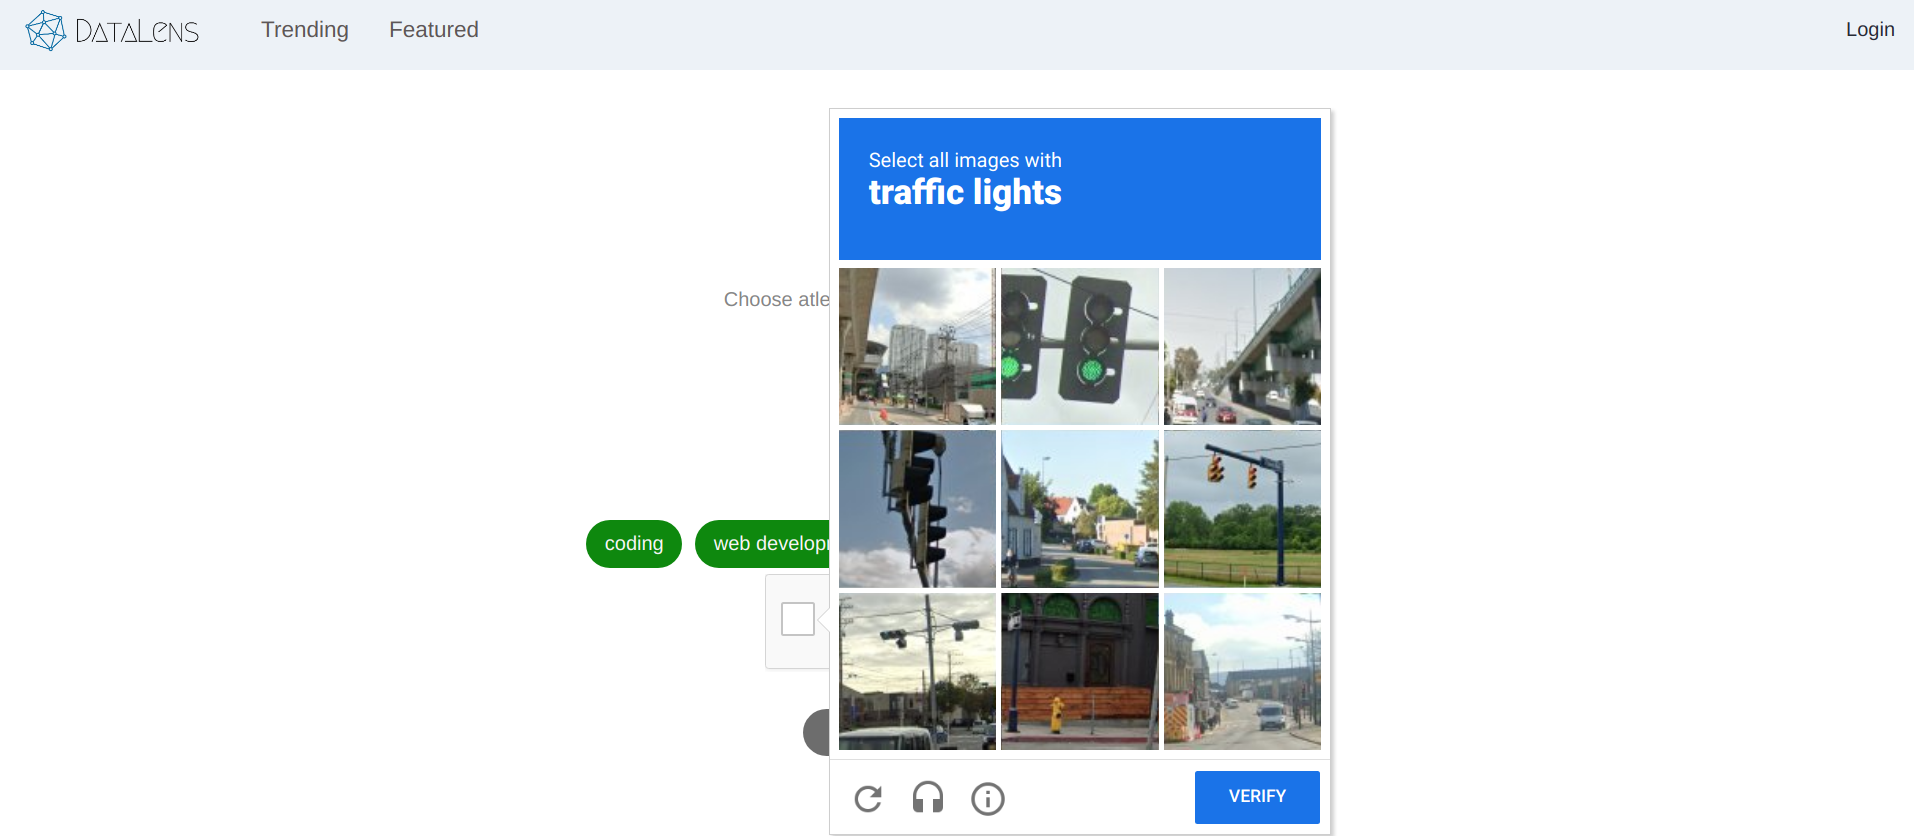 DATALENS
Trending
Featured
Login
Select all images with
traffic lights
Choose atle
coding
web develop
VERIFY